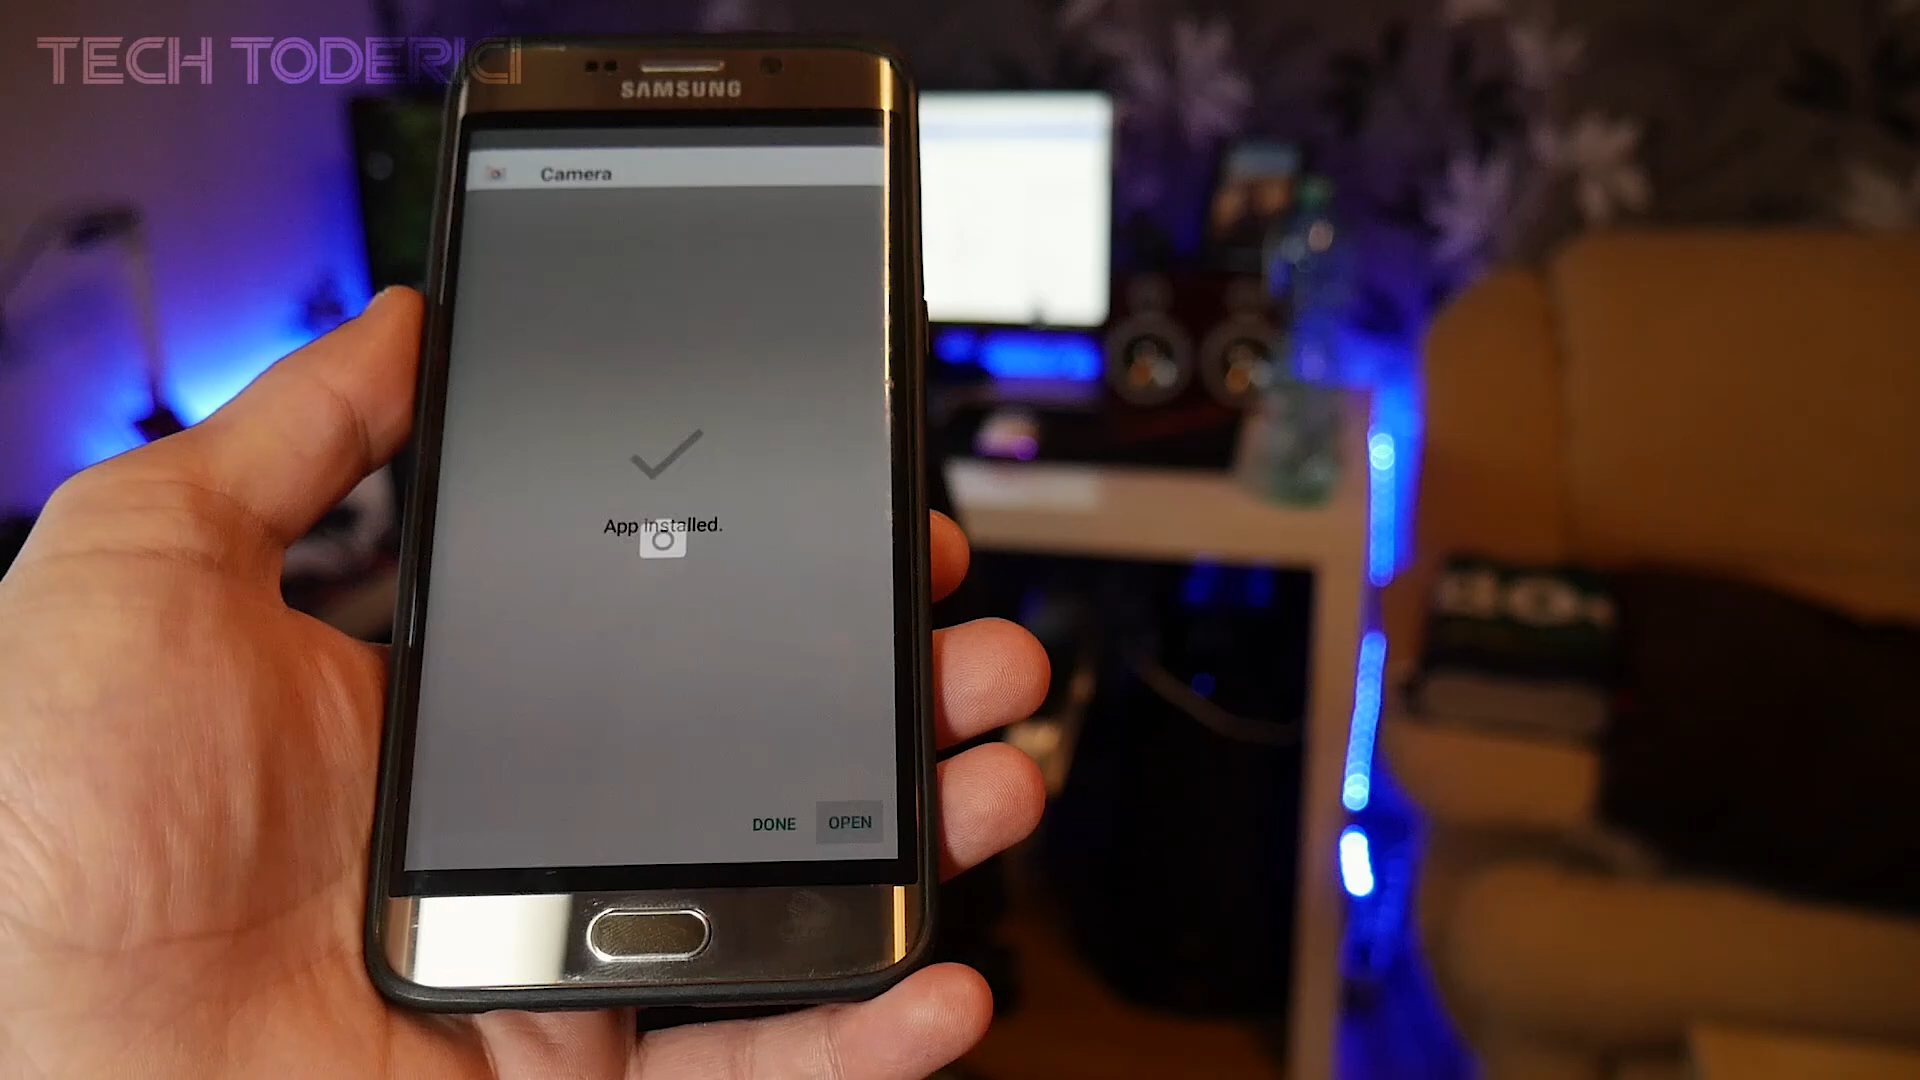 TECH TODERICI
SAMSUNG
Camera
App installed.
DONE OPEN